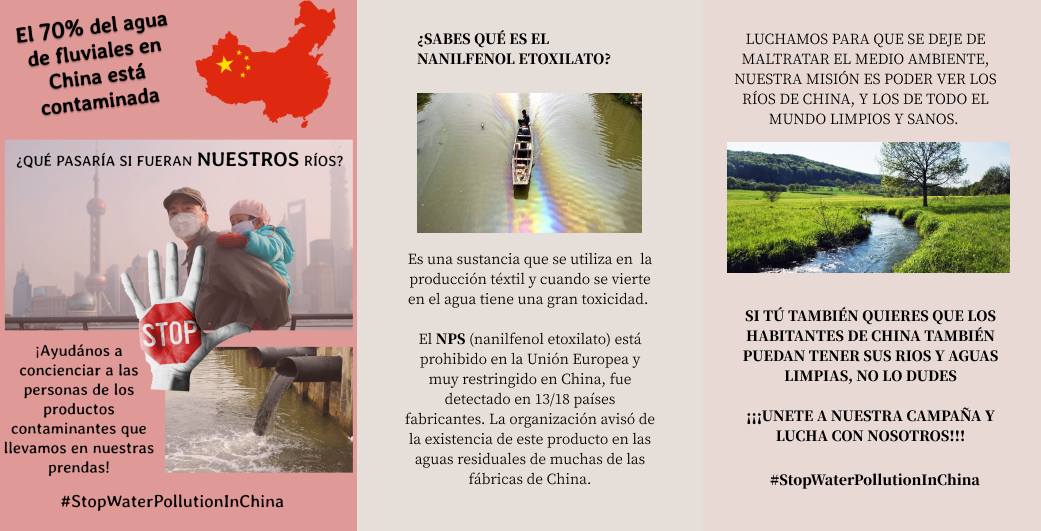 El 70% del agua
de fluviales en
China está
contaminada
¿QUÉ PASARÍA SI FUERAN NUESTROS RÍOS?
STOP
¡Ayudános a
concienciar a las
personas de los
productos
contaminantes que
llevamos en nuestras
prendas!
#StopWaterPollutionInChina
¿SABES QUÉ ES EL
NANILFENOL ETOXILATO?
Es una sustancia que se utiliza en la
producción téxtil y cuando se vierte
en el agua tiene una gran toxicidad.
El NPS (nanilfenol etoxilato) está
prohibido en la Unión Europea y
muy restringido en China, fue
detectado en 13/18 países
fabricantes. La organización avisó de
la existencia de este producto en las
aguas residuales de muchas de las
fábricas de China.
LUCHAMOS PARA QUE SE DEJE DE
MALTRATAR EL MEDIO AMBIENTE,
NUESTRA MISIÓN ES PODER VER LOS
RÍOS DE CHINA, Y LOS DE TODO EL
MUNDO LIMPIOS Y SANOS.
SI TÚ TAMBIÉN QUIERES QUE LOS
HABITANTES DE CHINA TAMBIÉN
PUEDAN TENER SUS RIOS Y AGUAS
LIMPIAS, NO LO DUDES
¡¡¡UNETE A NUESTRA CAMPAÑA Y
LUCHA CON NOSOTROS!!!
#StopWaterPollutionInChina